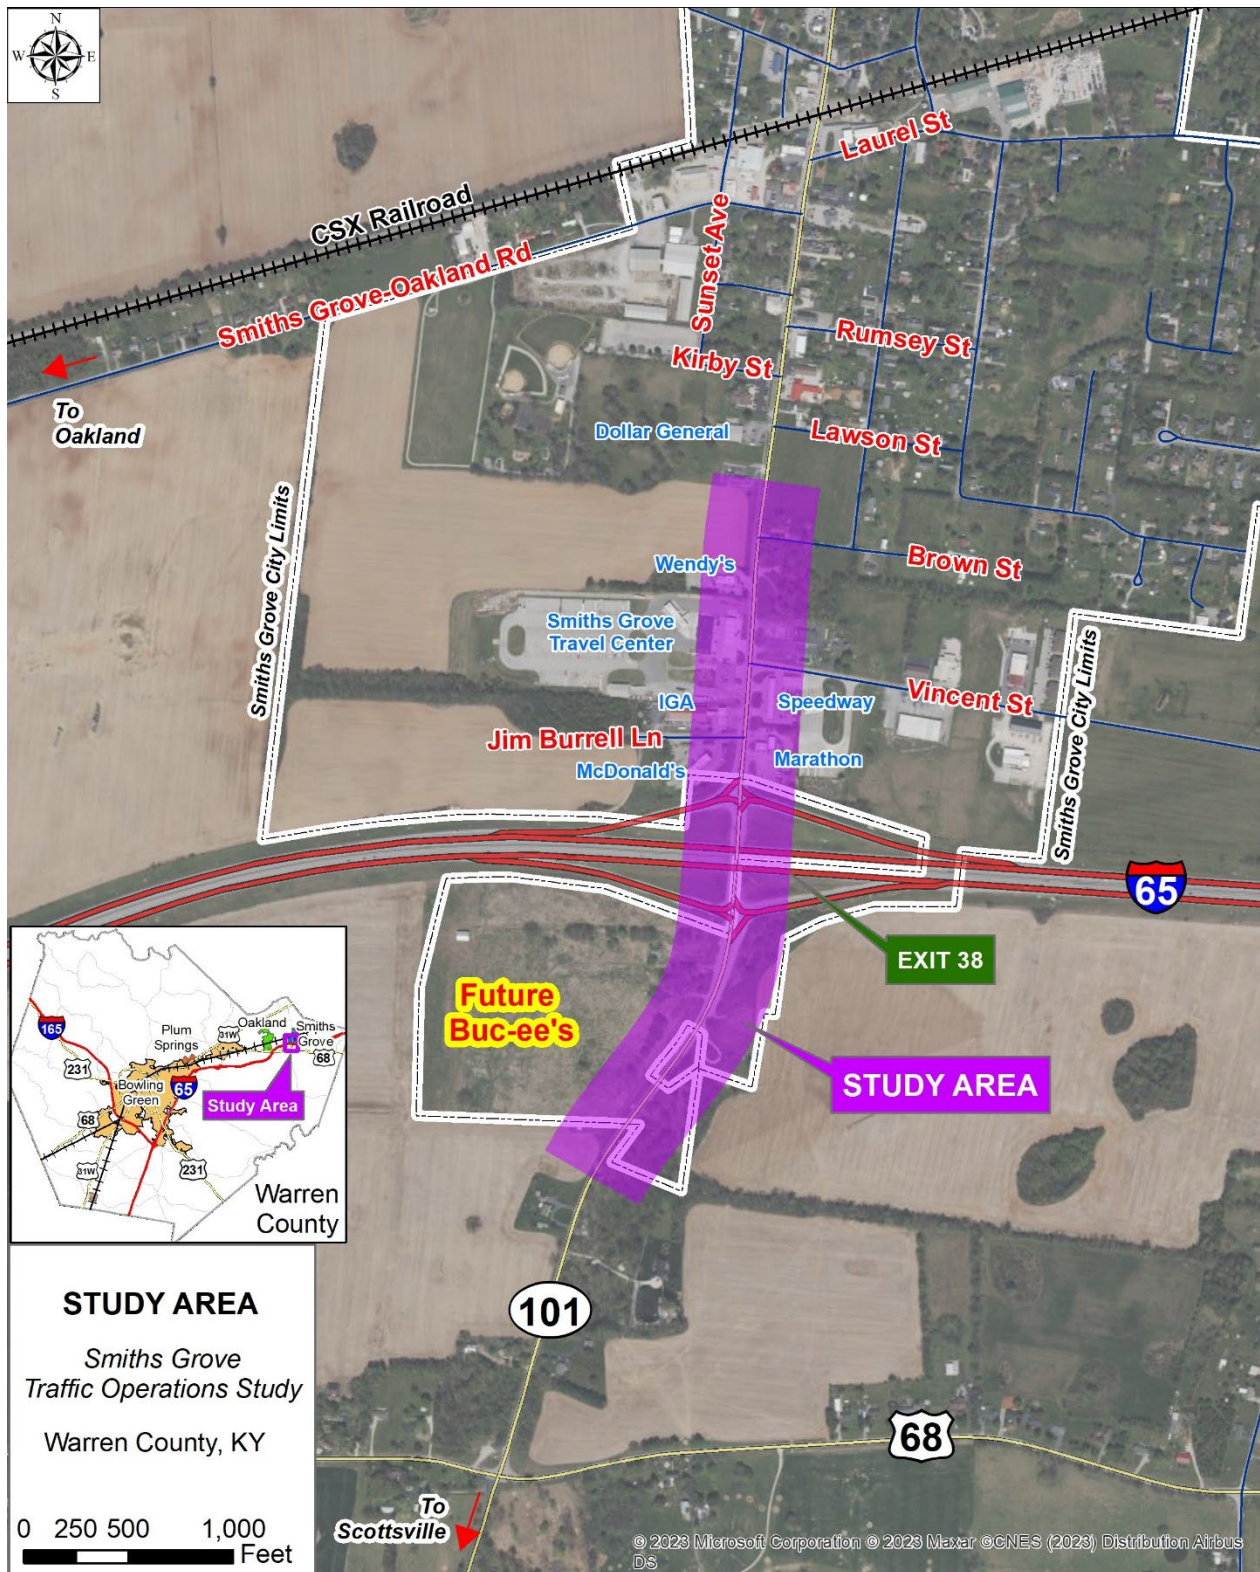 N
W E
S
Laurel St
CSX Railroad
Sunset Ave
Smiths Grove-Oakland Rd
Rumsey St
Kirby St
To
Oakland
Dollar General
Lawson St
Smiths Grove City Limits
Wendy's
Brown St
Smiths Grove
Travel Center
Smiths Grove City Limits
IGA
Speedway
Vincent St
Jim Burrell Ln
McDonald's
Marathon
65
EXIT 38
Future
Buc-ee's
STUDY AREA
165
Plum
Springs
31W
Oakland
Smiths
Grove
68
231
Bowling
Green
65
Study Area
68
31W
231
Warren
County
101
STUDY AREA
Smiths Grove
Traffic Operations Study
Warren County, KY
68
To
Scottsville
0 250 500 1,000
Feet
© 2023 Microsoft Corporation © 2023 Maxar ©CNES (2023) Distribution Airbus
DS